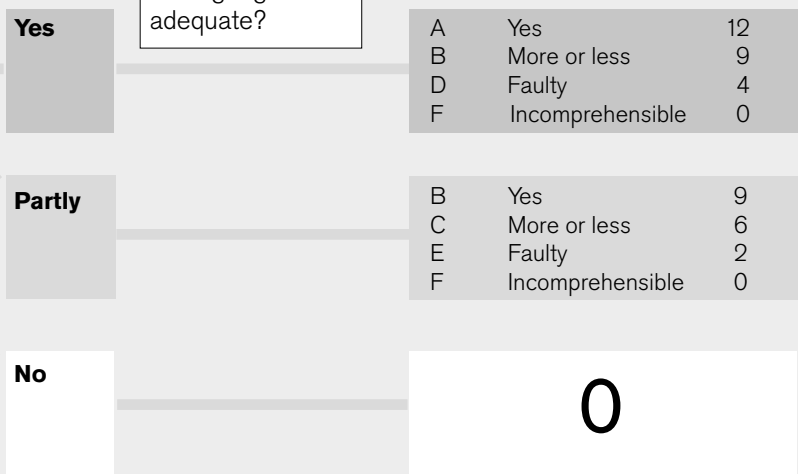 adequate?
Yes
A Yes 12
B More or less 9
D Faulty 4
F Incomprehensible 0
Partly
B Yes 9
C More or less 6
E Faulty 2
F Incomprehensible 0
No
0